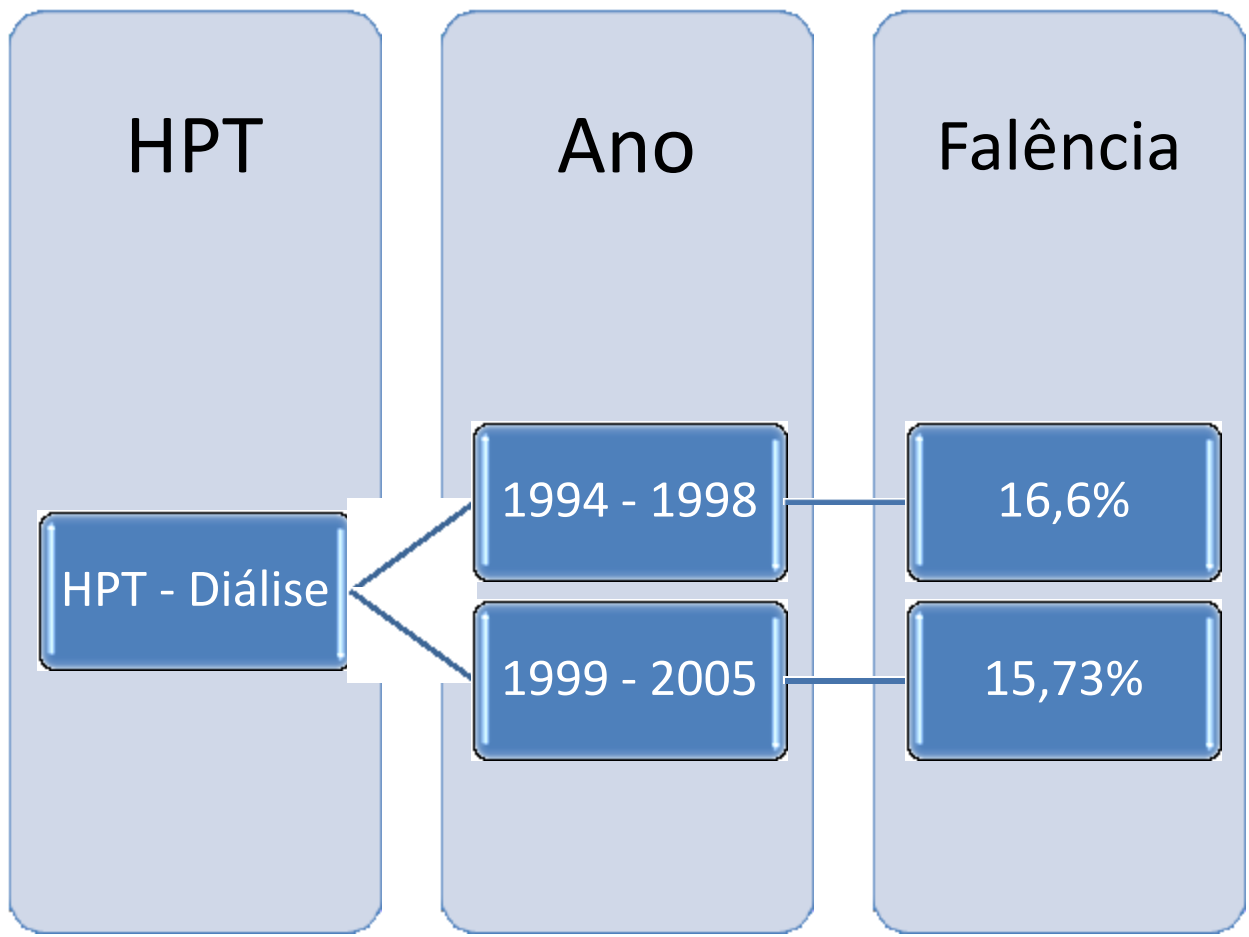 HPT
Ano
Falência
HPT - Diálise
1994 - 1998
16,6%
1999 - 2005
15,73%